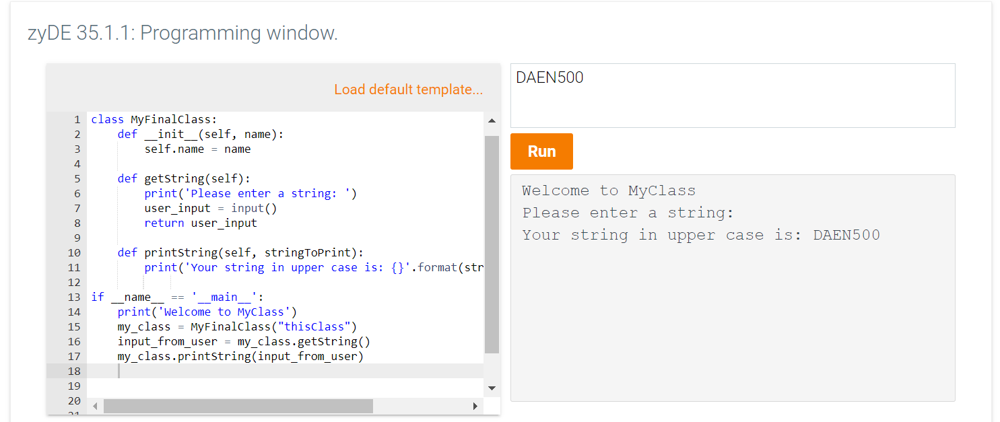 zyDE 35.1.1: Programming window.
Load default template...
1 class MyFinalClass:
2 def __init__(self, name):
3 self.name = name
4
5 def getString(self):
6 print('Please enter a string: ')
7 user_input = input()
8 return user_input
9
10 def printString(self, stringToPrint):
11 print('Your string in upper case is: {}'.format(str
12
13 if __name__ == '__main__':
14 print('Welcome to MyClass')
15 my_class = MyFinalClass("thisClass")
16 input_from_user = my_class.getString()
17 my_class.printString(input_from_user)
18
19
20
DAEN500
Run
Welcome to MyClass
Please enter a string:
Your string in upper case is: DAEN500